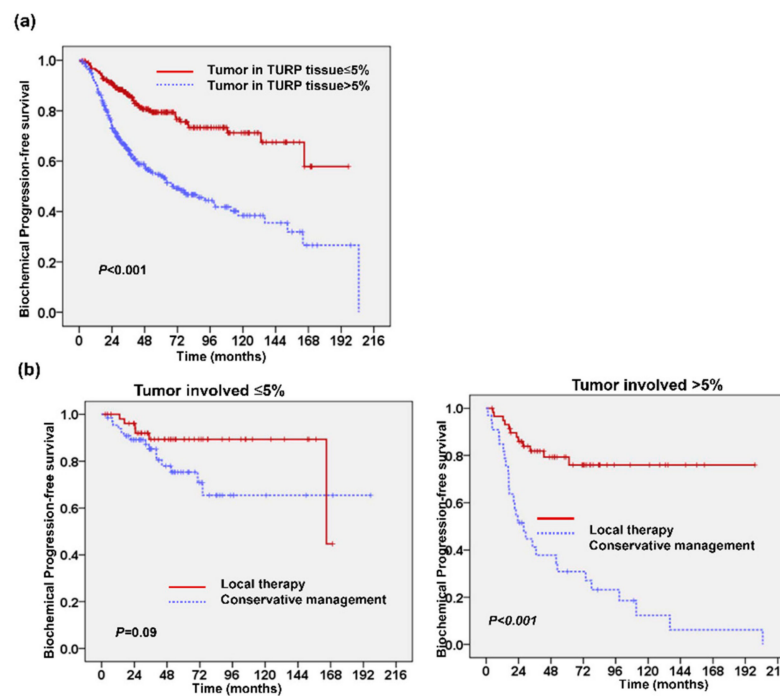 (a)
Biochemical Progression-free survival
1.0
0.8
0.6
0.4
0.2
0.0
Tumor in TURP tissue≤5%
Tumor in TURP tissue>5%
P<0.001
0 24 48 72 96 120 144 168 192 216
Time (months)
(b)
Tumor involved ≤5%
Biochemical Progression-free survival
1.0
0.8
0.6
0.4
0.2
0.0
Local therapy
Conservative management
P=0.09
0 24 48 72 96 120 144 168 192 216
Time (months)
Tumor involved >5%
Biochemical Progression-free survival
1.0
0.8
0.6
0.4
0.2
0.0
Local therapy
Conservative management
P<0.001
0 24 48 72 96 120 144 168 192 216
Time (months)